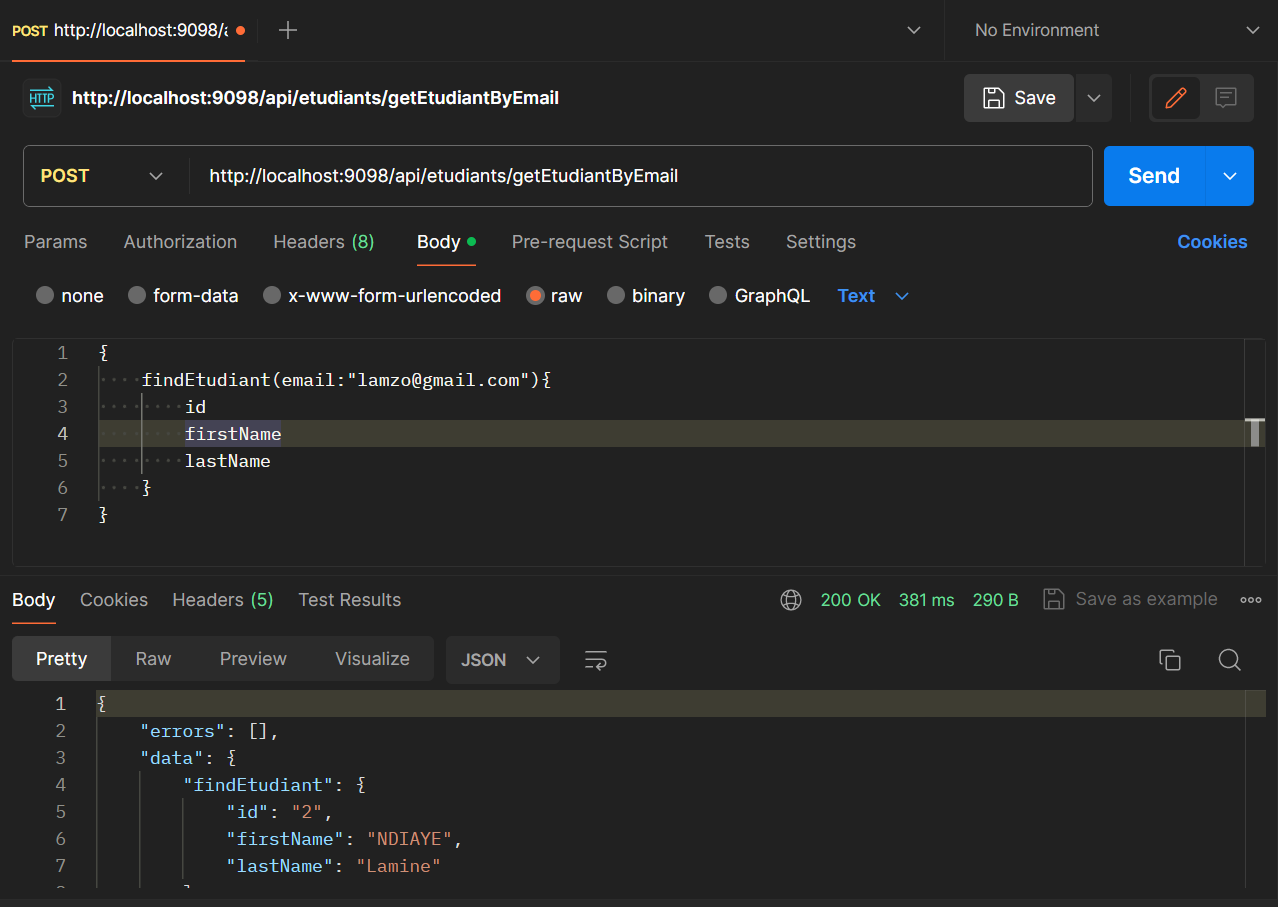 POST http://localhost:9098/a
No Environment
HTTP http://localhost:9098/api/etudiants/getEtudiantByEmail
Save
POST http://localhost:9098/api/etudiants/getEtudiantByEmail
Send
Params Authorization Headers (8) Body Pre-request Script Tests Settings Cookies
none form-data x-www-form-urlencoded raw binary GraphQL Text
1 {
2 findEtudiant(email:"lamzo@gmail.com"){
3 id
4 firstName
5 lastName
6 }
7 }
Body Cookies Headers (5) Test Results 200 OK 381 ms 290 B Save as example
Pretty Raw Preview Visualize JSON
1 {
2 "errors": [],
3 "data": {
4 "findEtudiant": {
5 "id": "2",
6 "firstName": "NDIAYE",
7 "lastName": "Lamine"